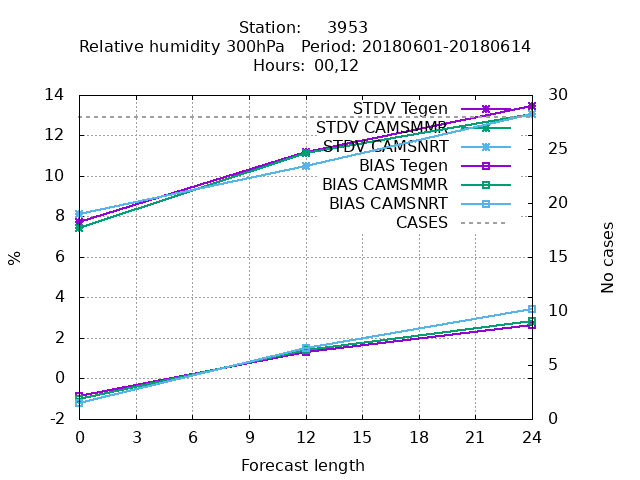 Station: 3953
Relative humidity 300hPa Period: 20180601-20180614
Hours: 00,12
14 30
STDV Tegen
STDV CAMSMMR
12 25
STDV CAMSNRT
BIAS Tegen
10
BIAS CAMSMMR
BIAS CAMSNRT
20
8
CASES
%
No cases
6 15
4
10
2
5
0
-2 0
0 3 6 9 12 15 18 21 24
Forecast length